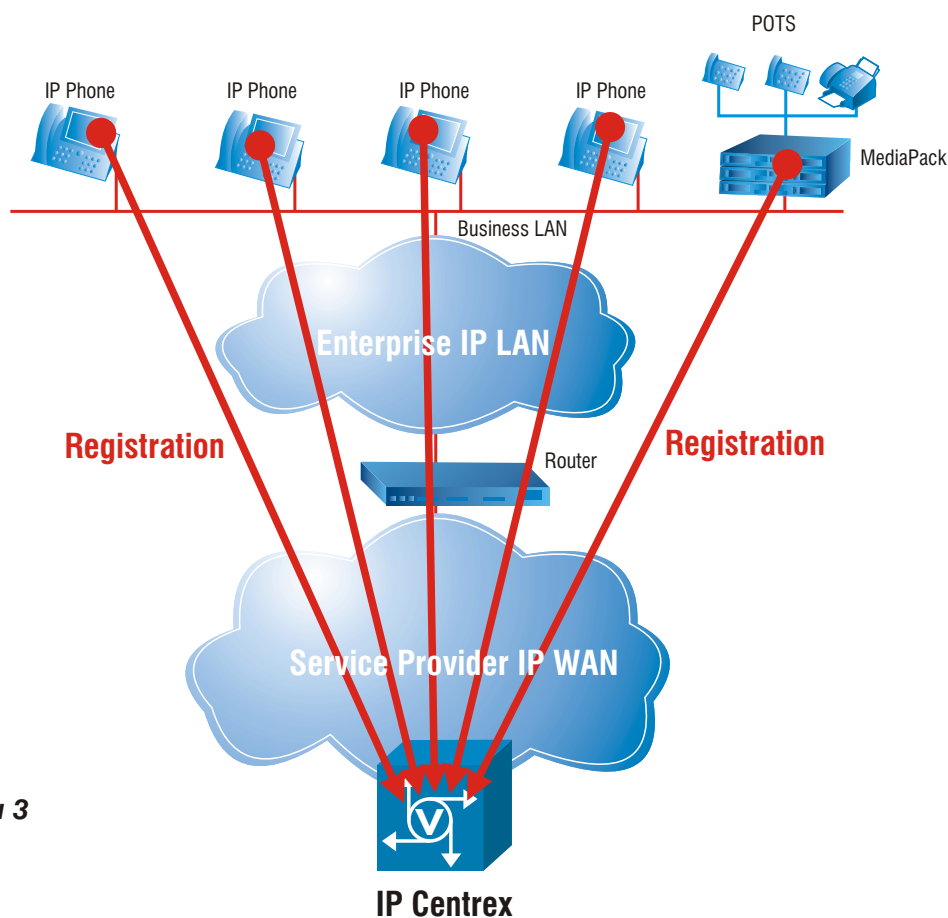 POTS
IP Phone
IP Phone
IP Phone
IP Phone
MediaPack
Business LAN
Enterprise IP LAN
Registration
Registration
Router
Service Provider IP WAN
3
V
IP Centrex